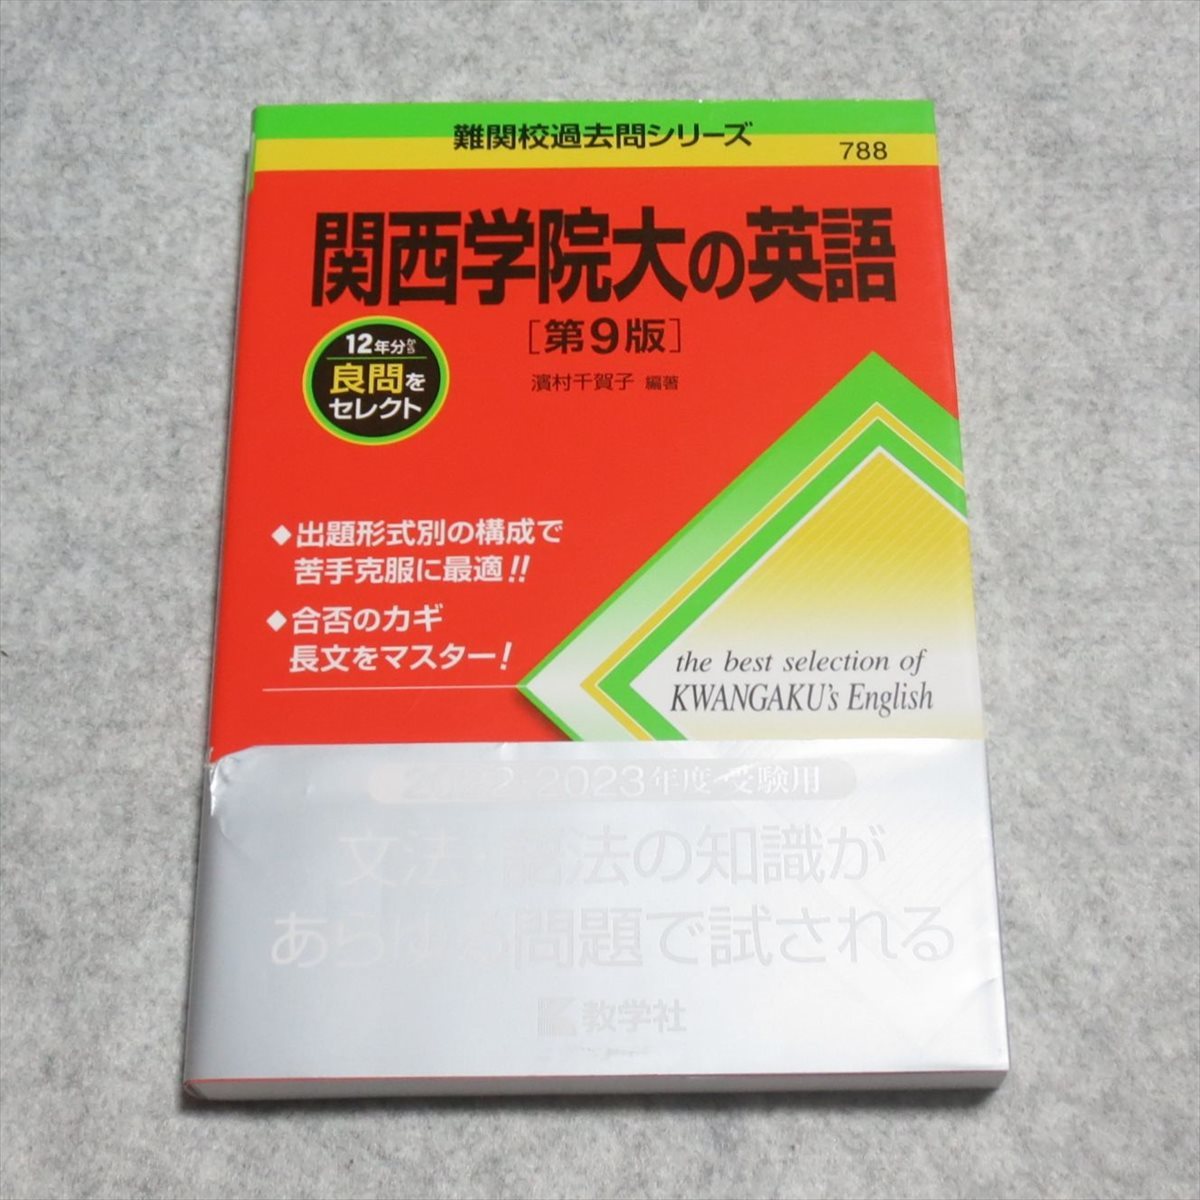 難関校過去問シリーズ
788
関西学院大の英語
[第9版]
濱村千賀子 編著
12年分から
良問を
セレクト
◆出題形式別の構成で
苦手克服に最適!!
◆合否のカギ
長文をマスター!
the best selection of
KWANGAKU's English
2022・2023年度 受験用
文法・語法の知識が
あらゆる問題で試される
教学社